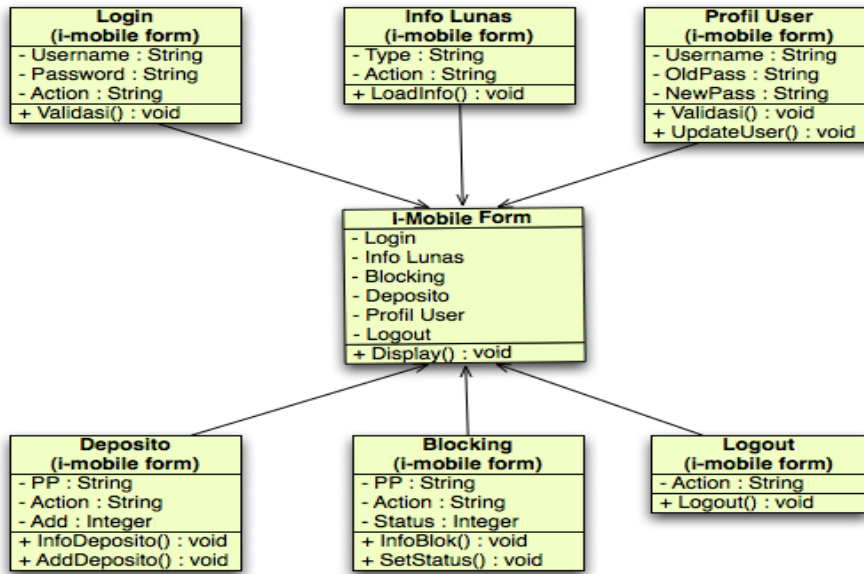 Login
(i-mobile form)
- Username : String
- Password : String
- Action : String
+ Validasi() : void
Info Lunas
(i-mobile form)
- Type : String
- Action : String
+ LoadInfo() : void
Profil User
(i-mobile form)
- Username : String
- OldPass : String
- NewPass : String
+ Validasi() : void
+ UpdateUser() : void
I-Mobile Form
- Login
- Info Lunas
- Blocking
- Deposito
- Profil User
- Logout
+ Display() : void
Deposito
(i-mobile form)
- PP : String
- Action : String
- Add : Integer
+ InfoDeposito() : void
+ AddDeposito() : void
Blocking
(i-mobile form)
- PP : String
- Action : String
- Status : Integer
+ InfoBlok() : void
+ SetStatus() : void
Logout
(i-mobile form)
- Action : String
+ Logout() : void